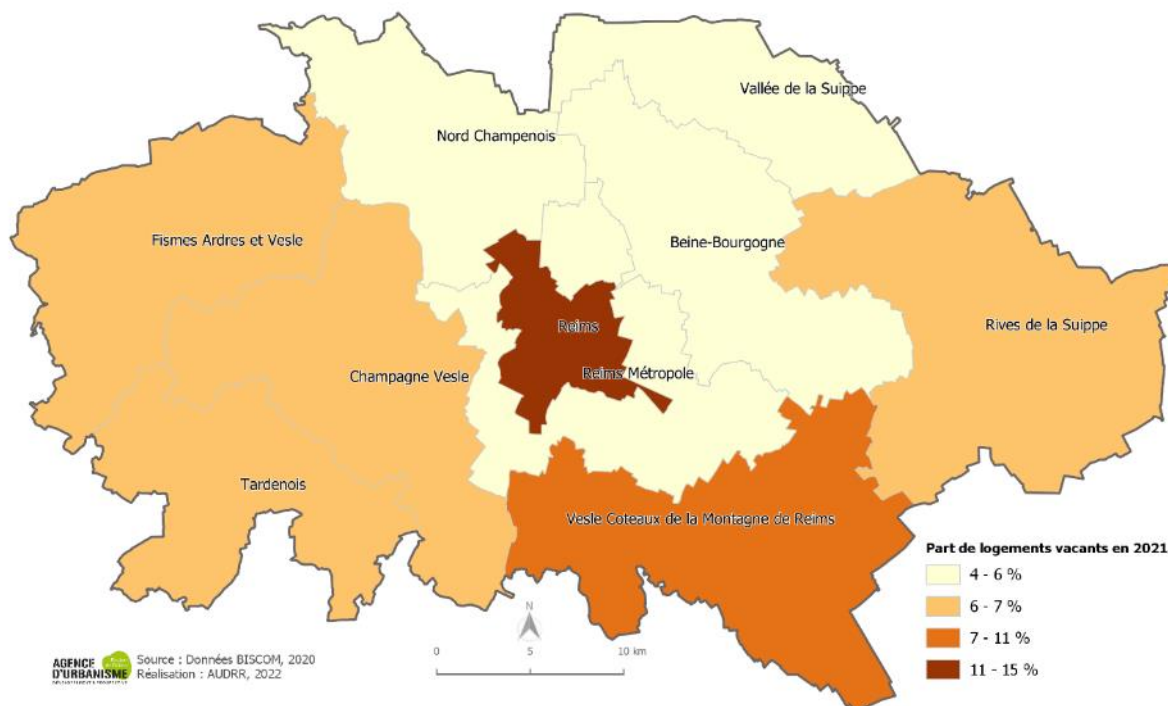 Vallée de la Suippe
Nord Champenois
Fismes Ardres et Vesle
Beine-Bourgogne
Reims
Rives de la Suippe
Champagne Vesle
Reims Métropole
Tardenois
Vesle Coteaux de la Montagne de Reims
Part de logements vacants en 2021
4 - 6 %
6 - 7 %
7 - 11 %
11 - 15 %
N
0 5 10 km
AGENCE
D'URBANISME
Source : Données BISCOM, 2020
Réalisation : AUDRR, 2022